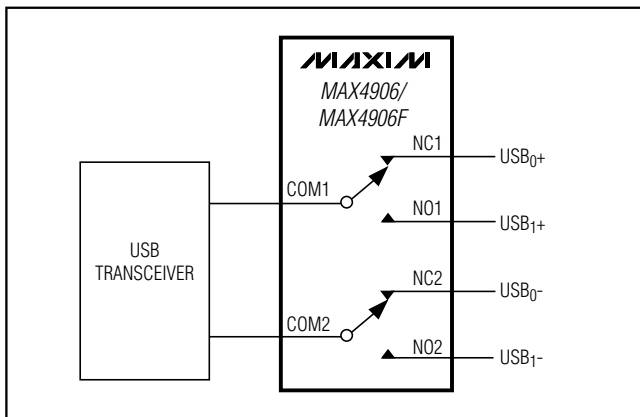 MAXIM
MAX4906/
MAX4906F
NC1
USB0+
COM1
NO1
USB1+
USB
TRANSCEIVER
NC2
USB0-
COM2
NO2
USB1-